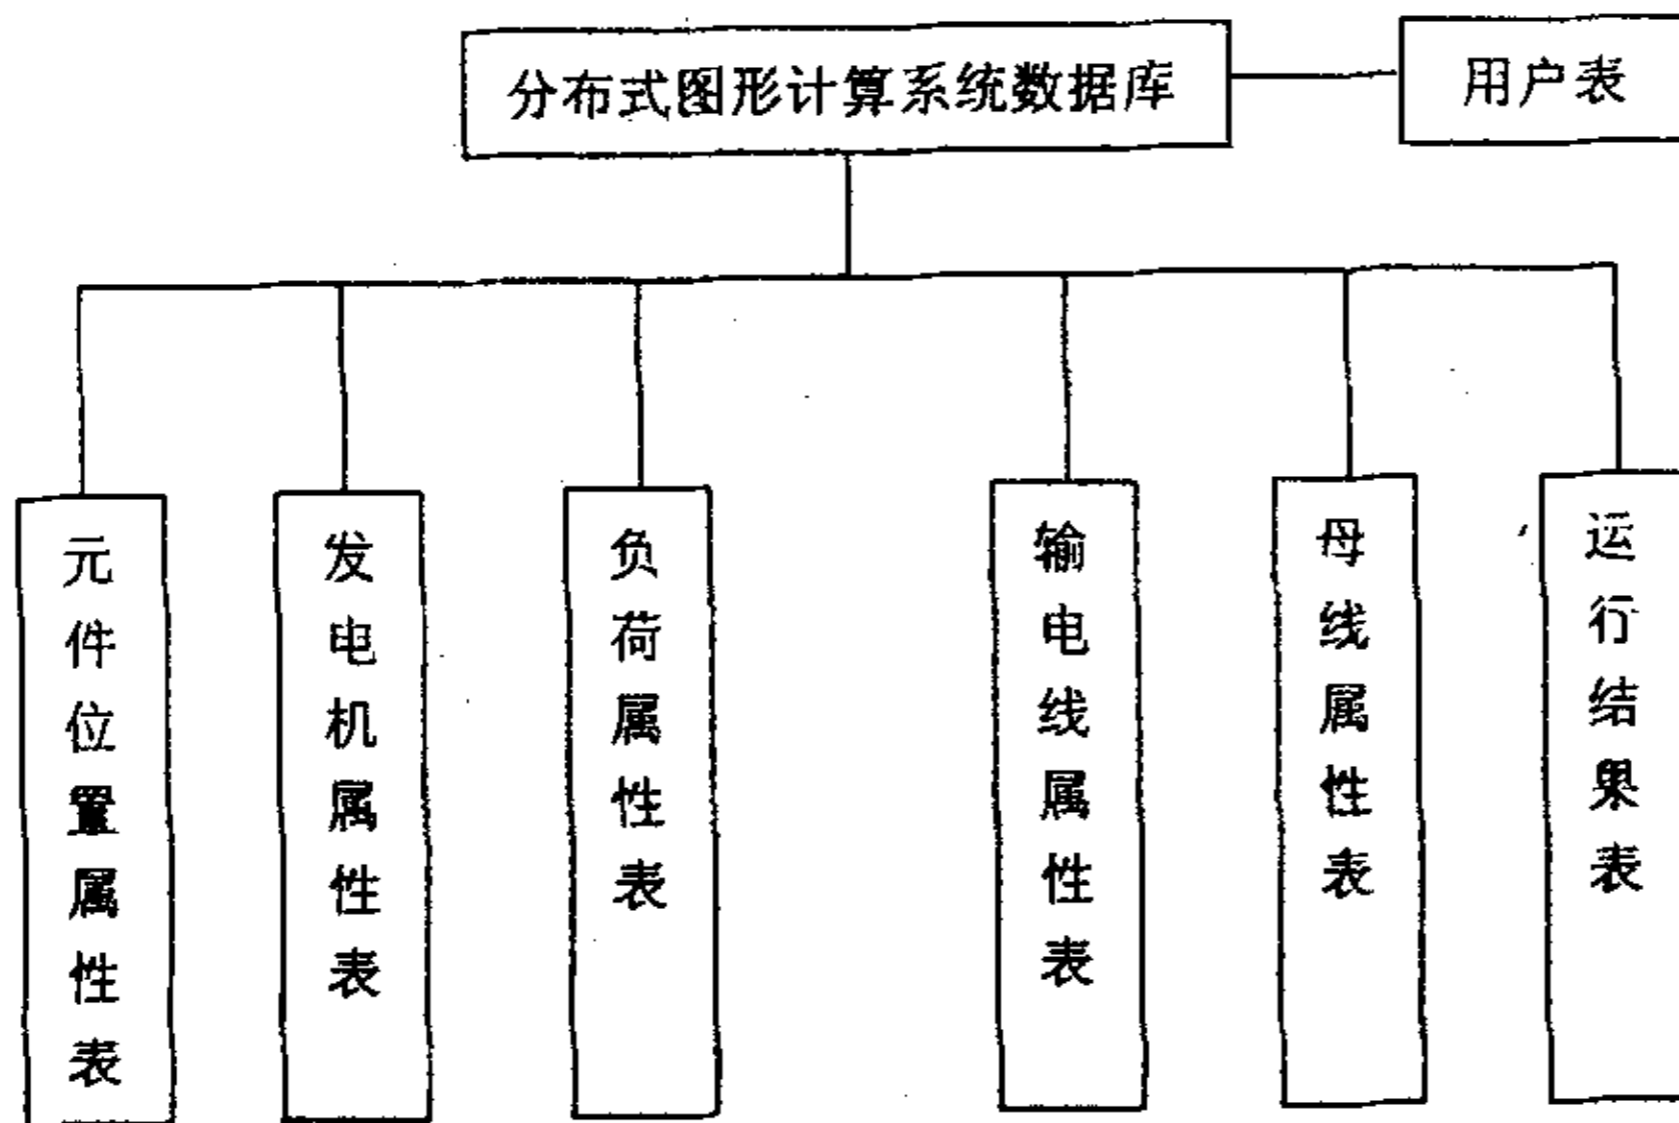 分布式图形计算系统数据库
用户表
元件位置属性表
发电机属性表
负荷属性表
输电线属性表
母线属性表
运行结果表